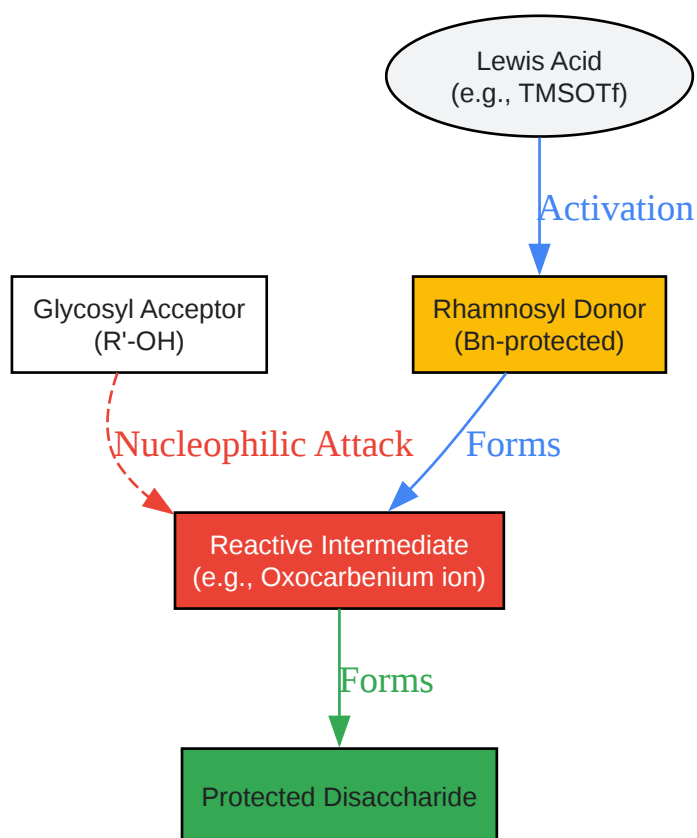 Lewis Acid
(e.g., TMSOTf)
Activation
Glycosyl Acceptor
(R'-OH)
Rhamnosyl Donor
(Bn-protected)
Nucleophilic Attack
Forms
Reactive Intermediate
(e.g., Oxocarbenium ion)
Forms
Protected Disaccharide